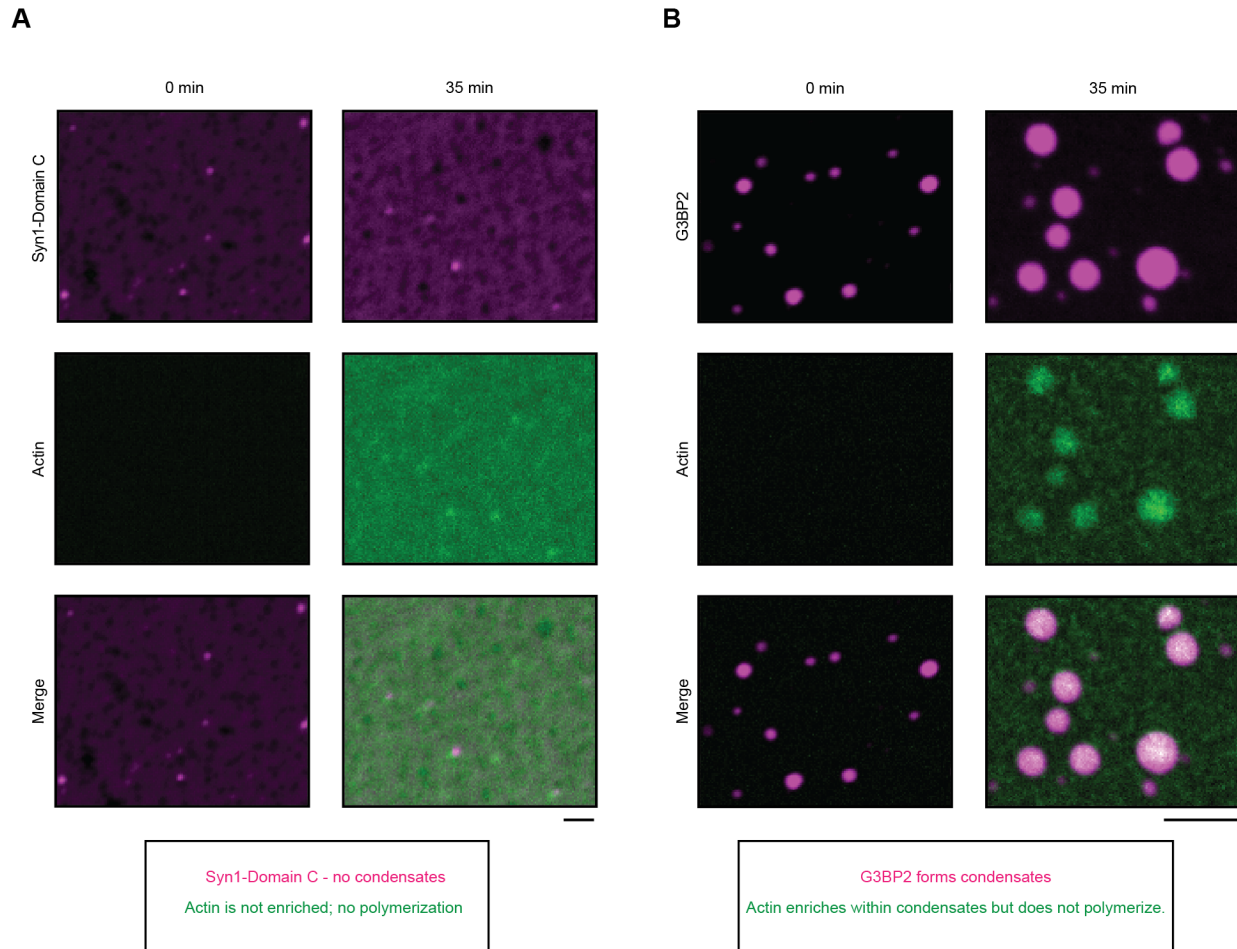 A
B
0 min
35 min
0 min
35 min
Syn1-Domain C
G3BP2
Actin
Actin
Merge
Merge
Syn1-Domain C - no condensates
Actin is not enriched; no polymerization
G3BP2 forms condensates
Actin enriches within condensates but does not polymerize.